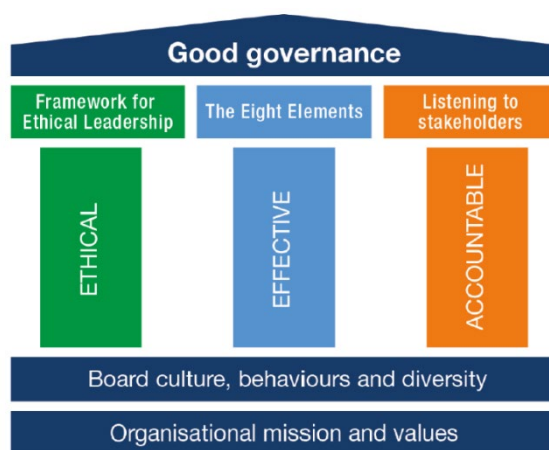 Good governance
Framework for
Ethical Leadership
The Eight Elements
Listening to
stakeholders
ETHICAL
EFFECTIVE
ACCOUNTABLE
Board culture, behaviours and diversity
Organisational mission and values